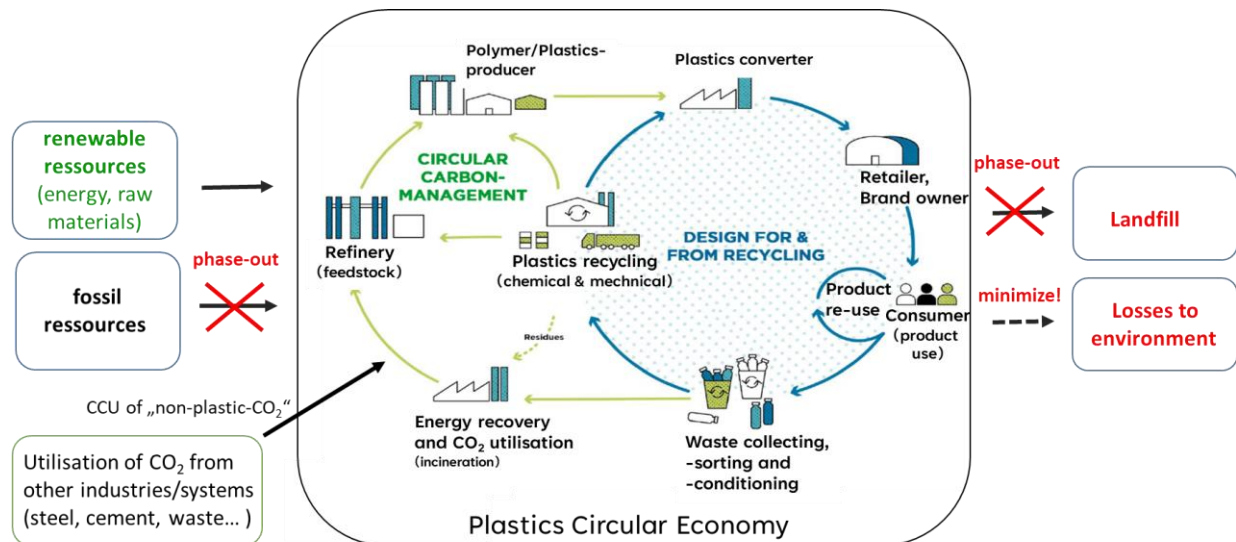 renewable
ressources
(energy, raw
materials)
phase-out
fossil
ressources
CCU of „non-plastic-CO₂“
Utilisation of CO₂ from
other industries/systems
(steel, cement, waste... )
Polymer/Plastics-
producer
Plastics converter
CIRCULAR
CARBON-
MANAGEMENT
Refinery
(feedstock)
Plastics recycling
(chemical & mechnical)
DESIGN FOR &
FROM RECYCLING
Retailer,
Brand owner
Product
re-use
Consumer
(product
use)
Residues
Energy recovery
and CO₂ utilisation
(incineration)
Waste collecting,
-sorting and
-conditioning
Plastics Circular Economy
phase-out
Landfill
minimize!
Losses to
environment